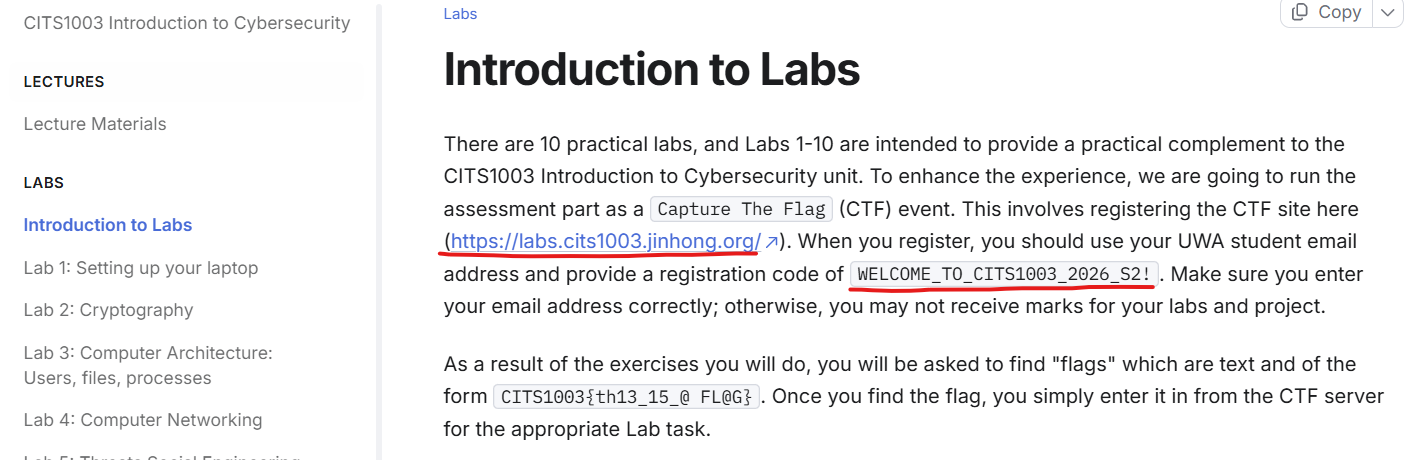 CITS1003 Introduction to Cybersecurity
LECTURES
Lecture Materials
LABS
Introduction to Labs
Lab 1: Setting up your laptop
Lab 2: Cryptography
Lab 3: Computer Architecture:
Users, files, processes
Lab 4: Computer Networking
Lab 5: Threats Social Engineering
Labs
Copy
Introduction to Labs
There are 10 practical labs, and Labs 1-10 are intended to provide a practical complement to the
CITS1003 Introduction to Cybersecurity unit. To enhance the experience, we are going to run the
assessment part as a Capture The Flag (CTF) event. This involves registering the CTF site here
(https://labs.cits1003.jinhong.org/↗). When you register, you should use your UWA student email
address and provide a registration code of WELCOME_TO_CITS1003_2026_S2!. Make sure you enter
your email address correctly; otherwise, you may not receive marks for your labs and project.
As a result of the exercises you will do, you will be asked to find "flags" which are text and of the
form CITS1003{th13_15_@ FL@G}. Once you find the flag, you simply enter it in from the CTF server
for the appropriate Lab task.